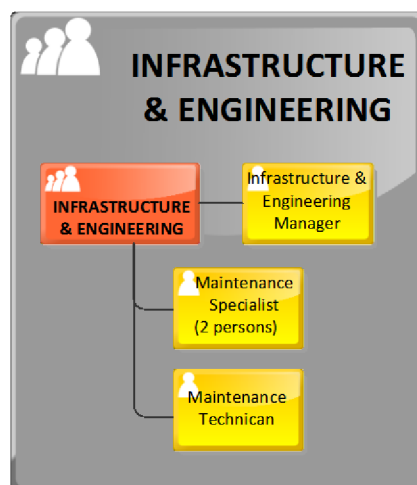 INFRASTRUCTURE
& ENGINEERING
INFRASTRUCTURE
& ENGINEERING
Infrastructure &
Engineering
Manager
Maintenance
Specialist
(2 persons)
Maintenance
Technican